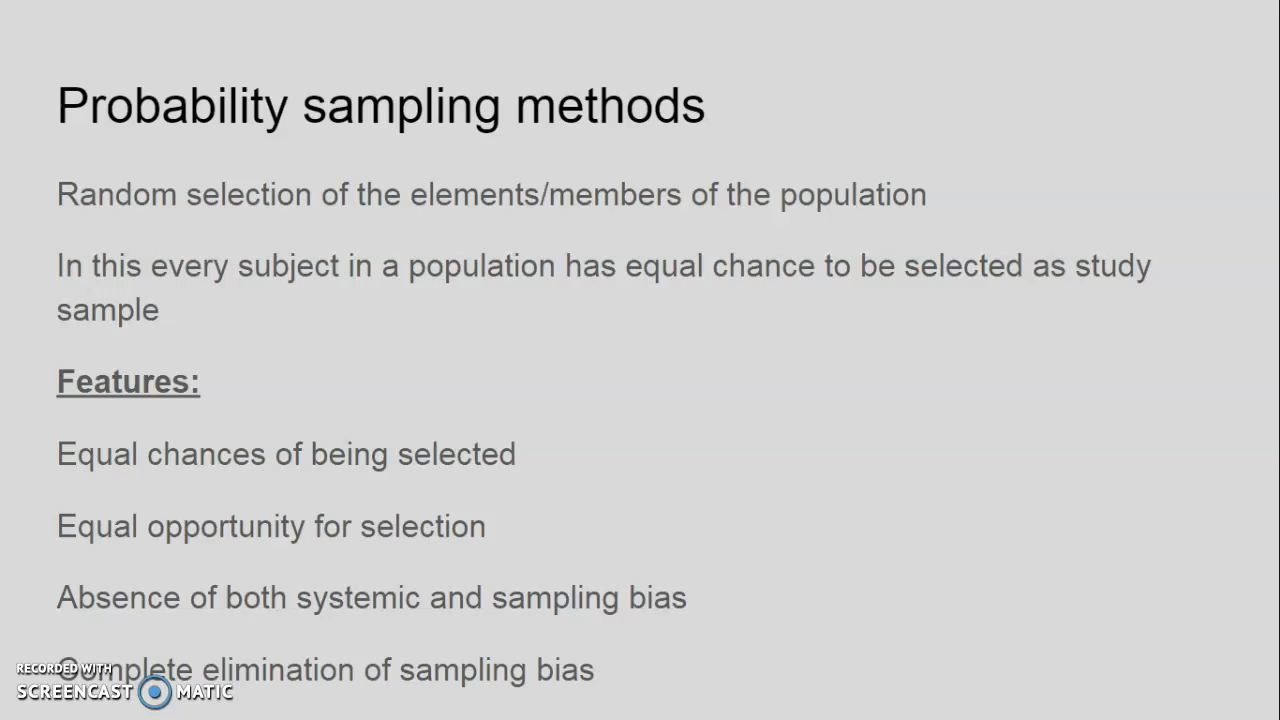 Probability sampling methods
Random selection of the elements/members of the population
In this every subject in a population has equal chance to be selected as study
sample
Features:
Equal chances of being selected
Equal opportunity for selection
Absence of both systemic and sampling bias
Complete elimination of sampling bias
RECORDED WITH
SCREENCAST MATIC